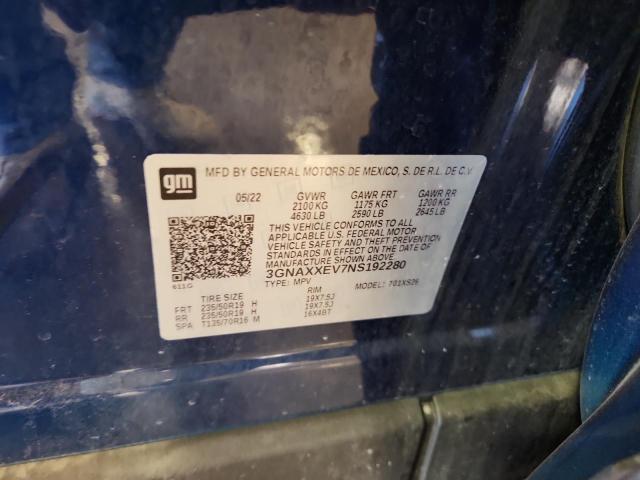 gm
MFD BY GENERAL MOTORS DE MEXICO, S. DE R.L. DE C.V.
05/22 GVWR GAWR FRT GAWR RR
2100 KG 1175 KG 1200 KG
4630 LB 2590 LB 2645 LB
THIS VEHICLE CONFORMS TO ALL
APPLICABLE U.S. FEDERAL MOTOR
VEHICLE SAFETY AND THEFT PREVENTION
STANDARDS IN EFFECT ON THE DATE OF
MANUFACTURE SHOWN ABOVE.
3GNAXXEV7NS192280
611G
TYPE: MPV MODEL: 701XS26
TIRE SIZE RIM
FRT 235/50R19 H 19X7.5J
RR 235/50R19 H 19X7.5J
SPA T135/70R16 M 16X4BT